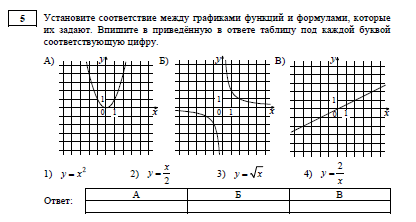 5
Установите соответствие между графиками функций и формулами, которые
их задают. Впишите в приведённую в ответе таблицу под каждой буквой
соответствующую цифру.
А) Б) В)
y y y
1 1 1
0 1 x 0 1 x 0 1 x
1) y = x² 2) y = x/2 3) y = √x 4) y = 2/x
Ответ: А Б В